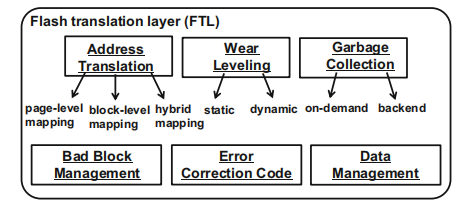 Flash translation layer (FTL)
Address
Translation
Wear
Leveling
Garbage
Collection
page-level
mapping
block-level
mapping
hybrid
mapping
static
dynamic
on-demand
backend
Bad Block
Management
Error
Correction Code
Data
Management